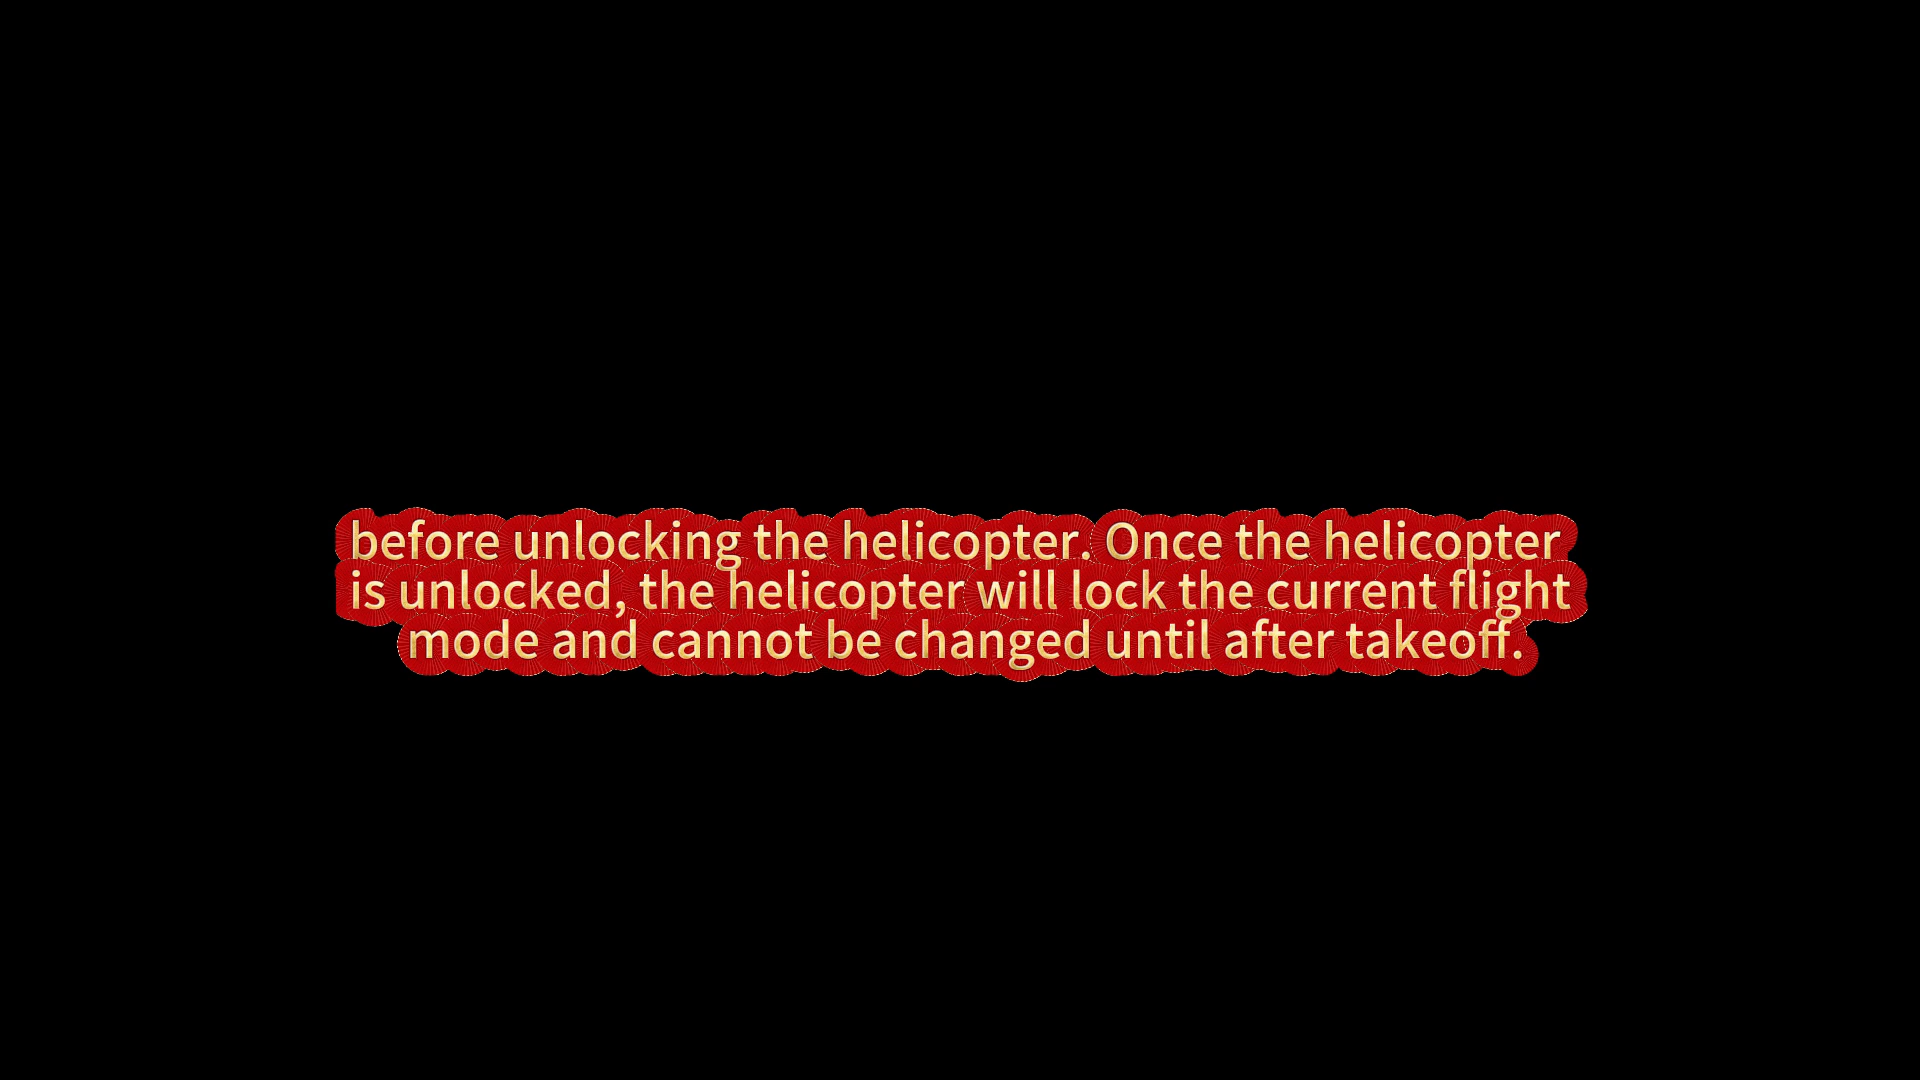 before unlocking the helicopter. Once the helicopter
is unlocked, the helicopter will lock the current flight
mode and cannot be changed until after takeoff.